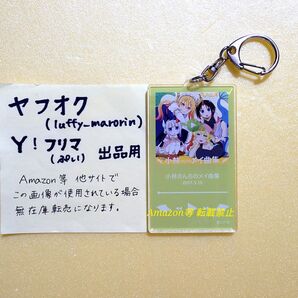 ヤフオク
(luffy_marorin)
Y!フリマ
(ぷい) 出品用
Amazon等 他サイトで
この画像が使用されている場合
無在庫転売になります。
小林さんちのメイ曲集
Amazon等 転載禁止